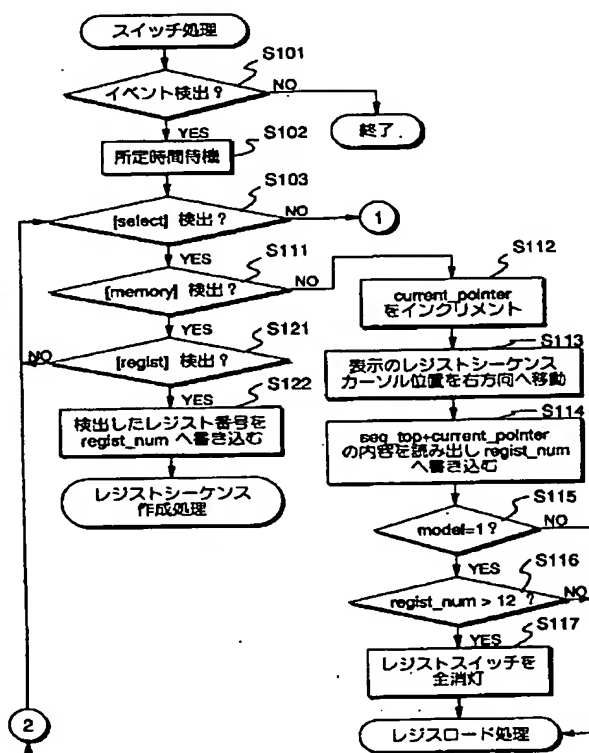 スイッチ処理
S101
イベント検出?
NO
YES
終了
S102
所定時間待機
S103
[select] 検出?
NO
1
YES
S111
[memory] 検出?
NO
YES
S112
current_pointer
をインクリメント
S121
[regist] 検出?
NO
YES
S113
表示のレジストシーケンス
カーソル位置を右方向へ移動
S122
検出したレジスト番号を
regist_num へ書き込む
S114
seq_top+current_pointer
の内容を読み出し regist_num
へ書き込む
レジストシーケンス
作成処理
S115
model=1?
NO
YES
S116
regist_num > 12 ?
NO
YES
S117
レジストスイッチを
全消灯
2
レジスロード処理